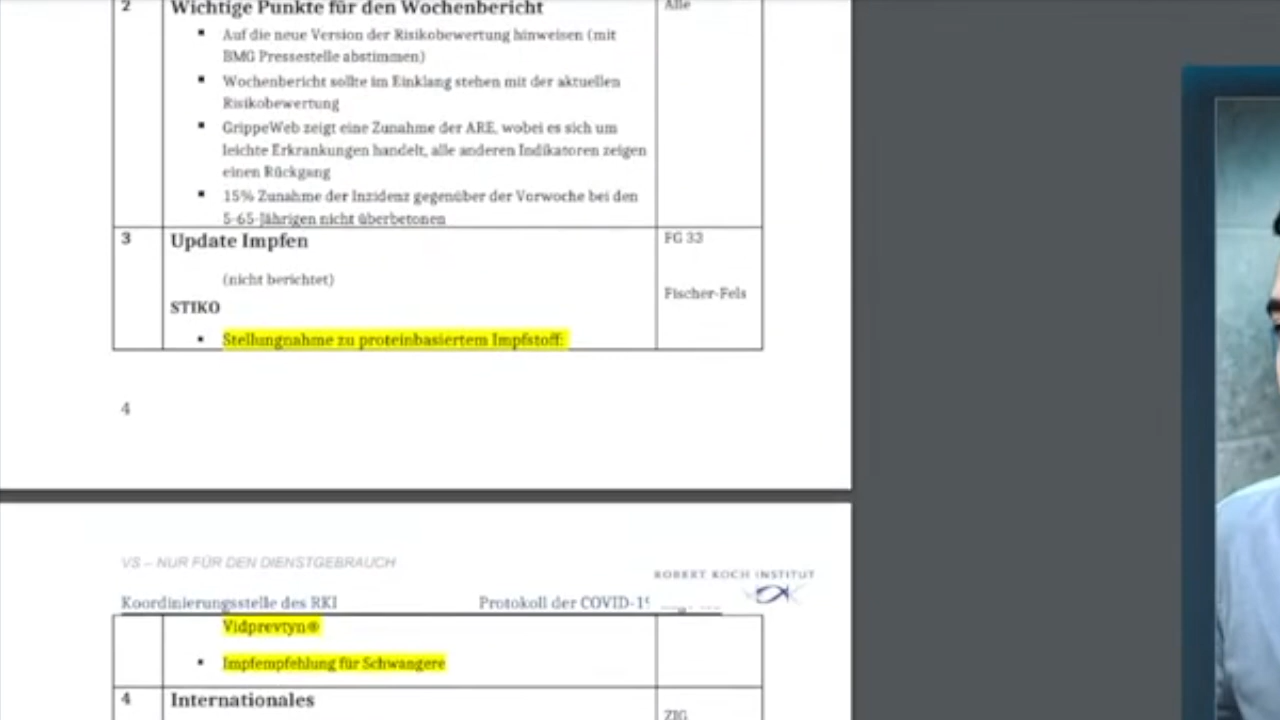 2
Wichtige Punkte für den Wochenbericht
Alle
▪ Auf die neue Version der Risikobewertung hinweisen (mit
BMG Pressestelle abstimmen)
▪ Wochenbericht sollte im Einklang stehen mit der aktuellen
Risikobewertung
▪ GrippeWeb zeigt eine Zunahme der ARE, wobei es sich um
leichte Erkrankungen handelt, alle anderen Indikatoren zeigen
einen Rückgang
▪ 15% Zunahme der Inzidenz gegenüber der Vorwoche bei den
5-65-Jährigen nicht überbetonen
3
Update Impfen
FG 33
(nicht berichtet)
Fischer-Fels
STIKO
▪ Stellungnahme zu proteinbasiertem Impfstoff:
4
VS – NUR FÜR DEN DIENSTGEBRAUCH
ROBERT KOCH INSTITUT
Koordinierungsstelle des RKI
Protokoll der COVID-19
Vidprevtyn®
▪ Impfempfehlung für Schwangere
4
Internationales
ZIG